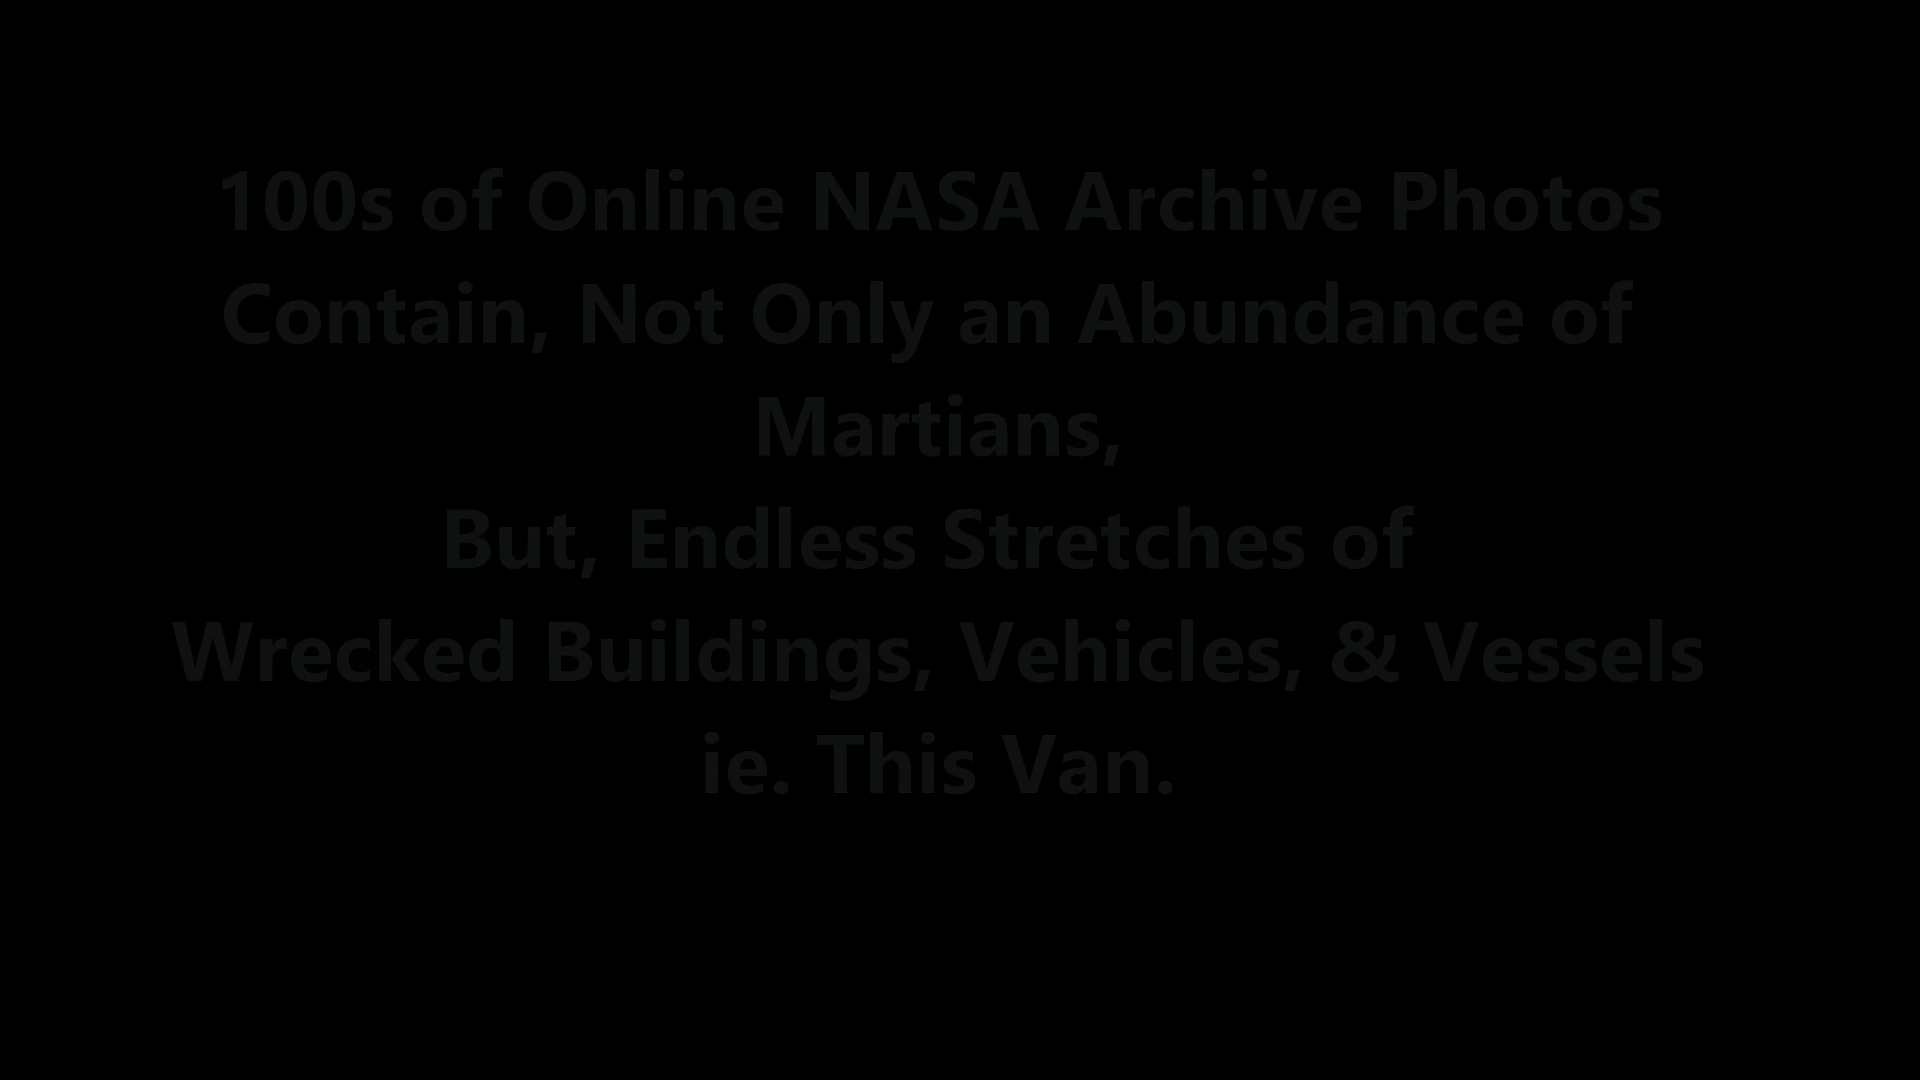 100s of Online NASA Archive Photos
Contain, Not Only an Abundance of
Martians,
But, Endless Stretches of
Wrecked Buildings, Vehicles, & Vessels
ie. This Van.